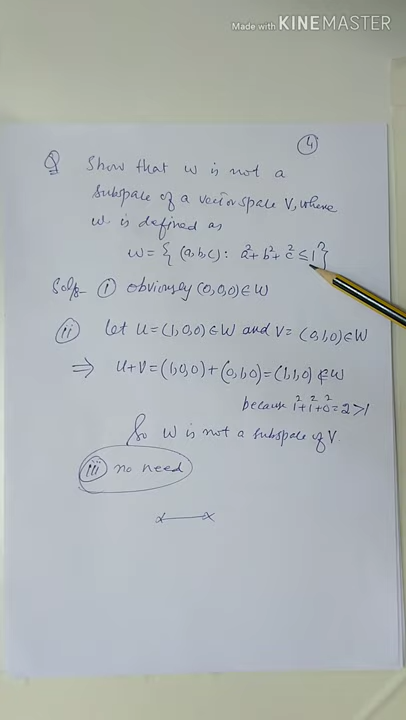 Made with KINEMASTER
4
Q Show that W is not a
subspace of a vector space V, where
W is defined as
W = { (a,b,c) : a² + b² + c² ≤ 1² }
Sol:- (i) obviously (0,0,0) ∈ W
(ii) Let U = (1,0,0) ∈ W and V = (0,1,0) ∈ W
⇒ U+V = (1,0,0) + (0,1,0) = (1,1,0) ∉ W
because 1² + 1² + 0² = 2 > 1
So W is not a subspace of V.
(iii) no need